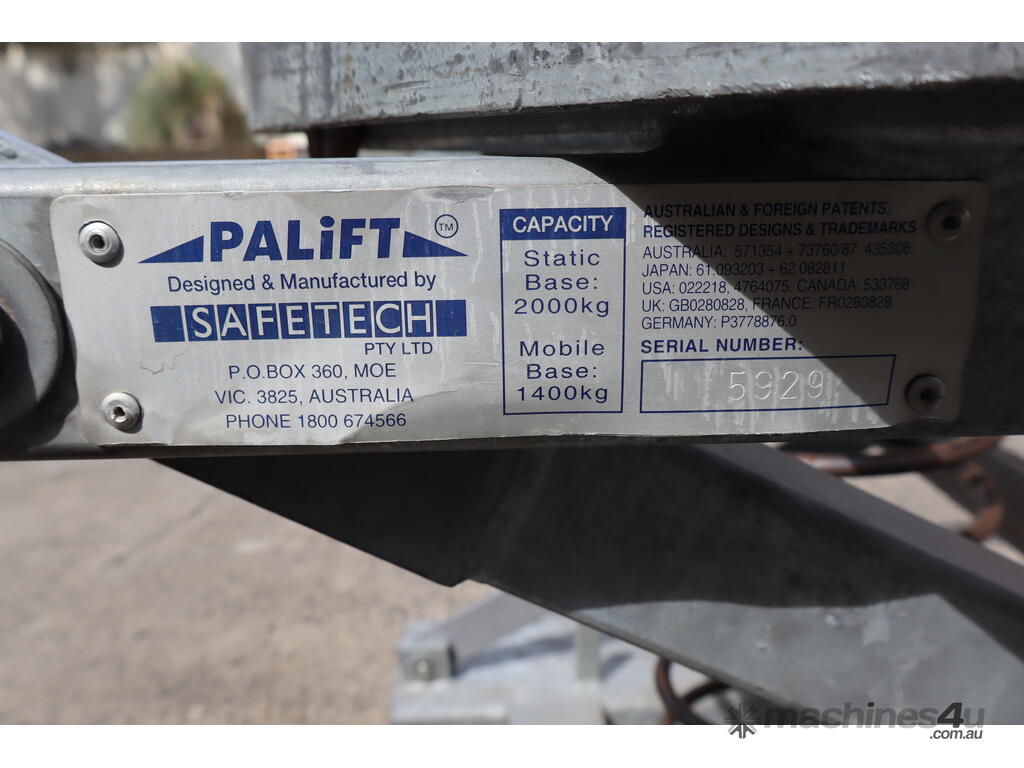 PALiFT TM
Designed & Manufactured by
SAFETECH
PTY LTD
P.O.BOX 360, MOE
VIC. 3825, AUSTRALIA
PHONE 1800 674566
CAPACITY
Static
Base:
2000kg
Mobile
Base:
1400kg
AUSTRALIAN & FOREIGN PATENTS,
REGISTERED DESIGNS & TRADEMARKS
AUSTRALIA: 571354 + 73760/87, 435308
JAPAN: 61.093203 + 62.082811
USA: 022218, 4764075. CANADA: 533768
UK: GB0280828, FRANCE: FR0280828
GERMANY: P3778876.0
SERIAL NUMBER:
5929
machines4u
.com.au